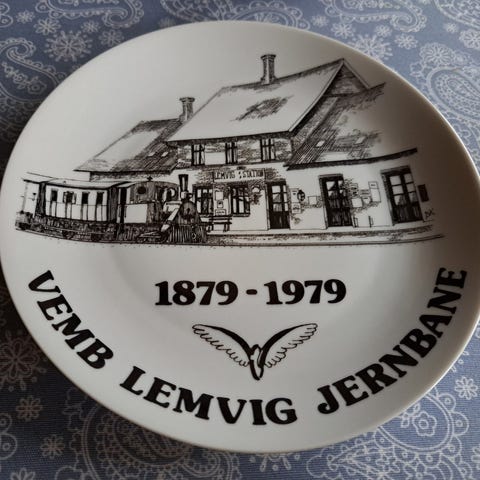 LEMVIG STATION
1879-1979
VEMB LEMVIG JERNBANE